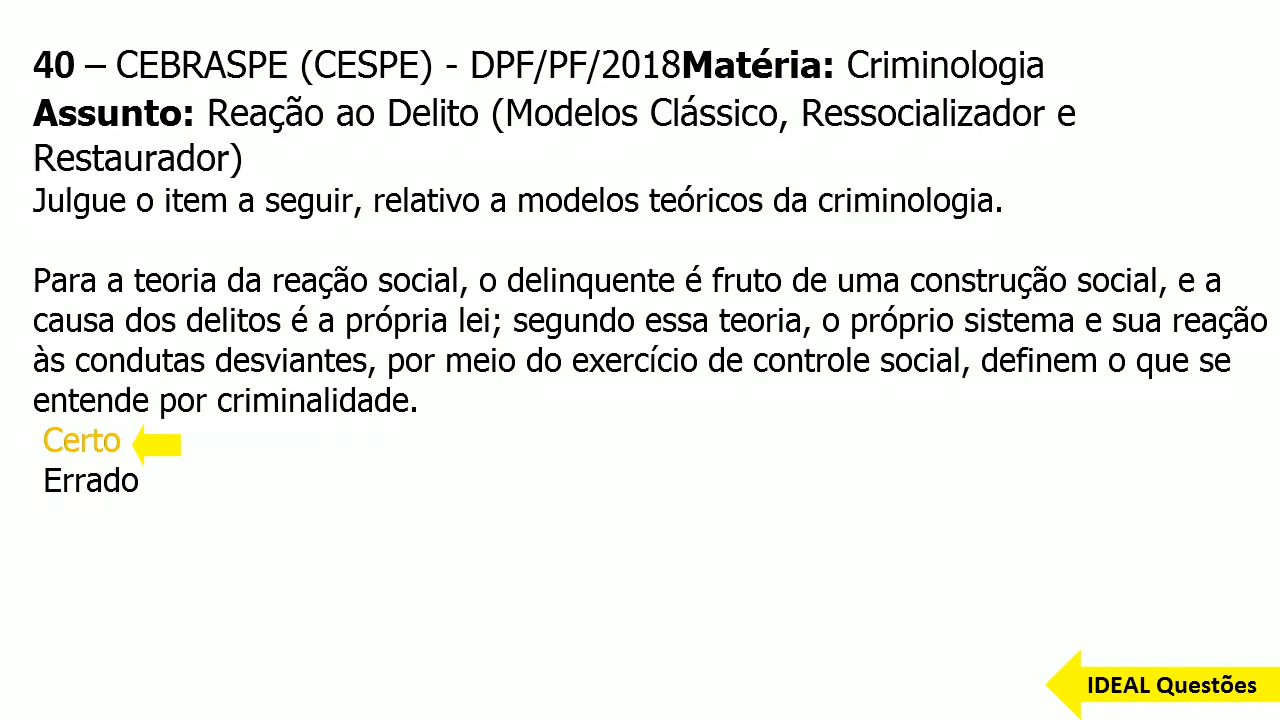 40 – CEBRASPE (CESPE) - DPF/PF/2018Matéria: Criminologia
Assunto: Reação ao Delito (Modelos Clássico, Ressocializador e
Restaurador)
Julgue o item a seguir, relativo a modelos teóricos da criminologia.
Para a teoria da reação social, o delinquente é fruto de uma construção social, e a
causa dos delitos é a própria lei; segundo essa teoria, o próprio sistema e sua reação
às condutas desviantes, por meio do exercício de controle social, definem o que se
entende por criminalidade.
Certo
Errado
IDEAL Questões